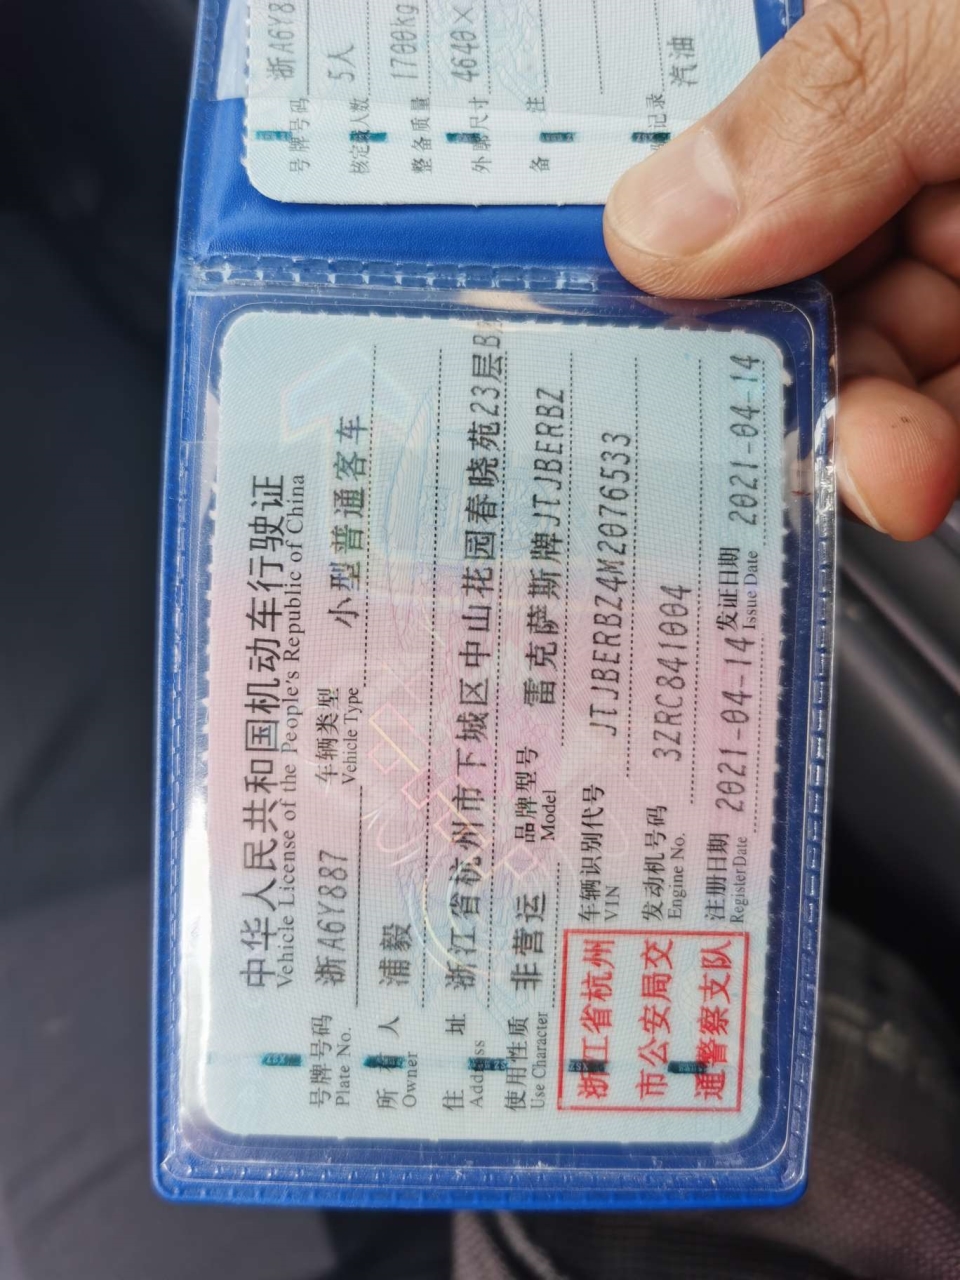 浙A6Y8
号牌号码
5人
核定载人数
1700kg
整备质量
4640×
外廓尺寸
备 注
汽油
记录
中华人民共和国机动车行驶证
Vehicle License of the People's Republic of China
号牌号码 浙A6Y887 车辆类型 小型普通客车
Plate No. Vehicle Type
所有人 浦毅
Owner
住 址 浙江省杭州市下城区中山花园春晓苑23层B
Address
使用性质 非营运 品牌型号 雷克萨斯牌JTJBERBZ
Use Character Model
浙江省杭州
市公安局交
通警察支队
车辆识别代号 JTJBERBZ4M2076533
VIN
发动机号码 3ZRC841004
Engine No.
注册日期 2021-04-14 发证日期 2021-04-14
Register Date Issue Date